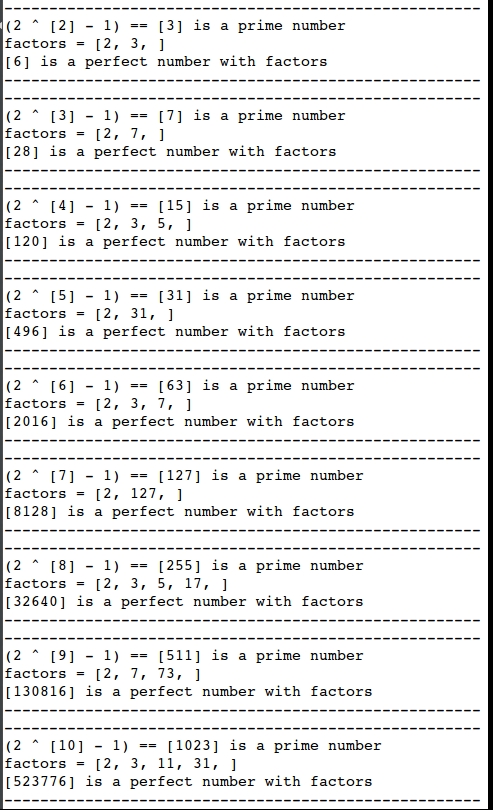 --------------------------------------------------
(2 ^ [2] - 1) == [3] is a prime number
factors = [2, 3, ]
[6] is a perfect number with factors
-----------------------------------------------------
-----------------------------------------------------
(2 ^ [3] - 1) == [7] is a prime number
factors = [2, 7, ]
[28] is a perfect number with factors
-----------------------------------------------------
-----------------------------------------------------
(2 ^ [4] - 1) == [15] is a prime number
factors = [2, 3, 5, ]
[120] is a perfect number with factors
-----------------------------------------------------
-----------------------------------------------------
(2 ^ [5] - 1) == [31] is a prime number
factors = [2, 31, ]
[496] is a perfect number with factors
-----------------------------------------------------
-----------------------------------------------------
(2 ^ [6] - 1) == [63] is a prime number
factors = [2, 3, 7, ]
[2016] is a perfect number with factors
-----------------------------------------------------
-----------------------------------------------------
(2 ^ [7] - 1) == [127] is a prime number
factors = [2, 127, ]
[8128] is a perfect number with factors
-----------------------------------------------------
-----------------------------------------------------
(2 ^ [8] - 1) == [255] is a prime number
factors = [2, 3, 5, 17, ]
[32640] is a perfect number with factors
-----------------------------------------------------
-----------------------------------------------------
(2 ^ [9] - 1) == [511] is a prime number
factors = [2, 7, 73, ]
[130816] is a perfect number with factors
-----------------------------------------------------
-----------------------------------------------------
(2 ^ [10] - 1) == [1023] is a prime number
factors = [2, 3, 11, 31, ]
[523776] is a perfect number with factors
-----------------------------------------------------